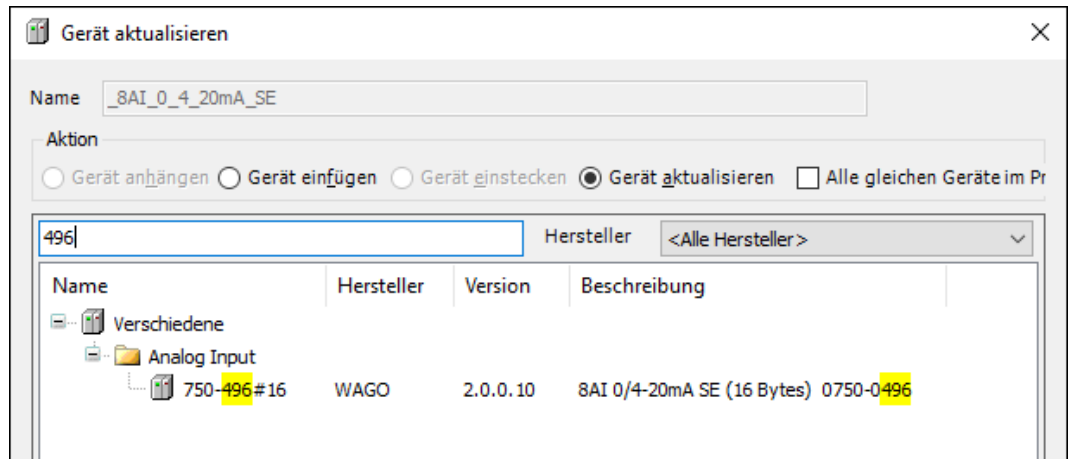 Gerät aktualisieren
Name _8AI_0_4_20mA_SE
Aktion
Gerät anhängen Gerät einfügen Gerät einstecken Gerät aktualisieren Alle gleichen Geräte im Pr
496 Hersteller <Alle Hersteller>
Name Hersteller Version Beschreibung
Verschiedene
Analog Input
750-496#16 WAGO 2.0.0.10 8AI 0/4-20mA SE (16 Bytes) 0750-0496